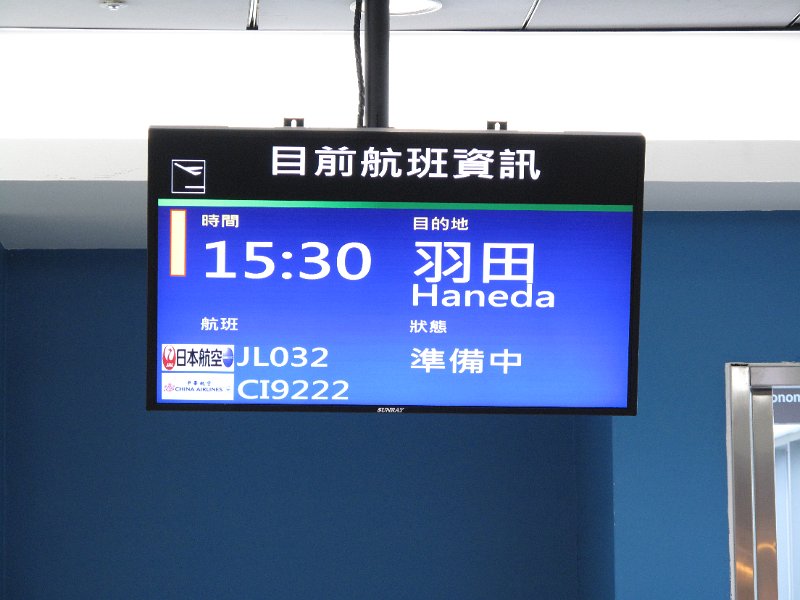 目前航班資訊
時間
目的地
15:30
羽田
Haneda
航班
狀態
日本航空
JL032
準備中
CHINA AIRLINES
CI9222
SUNRAY